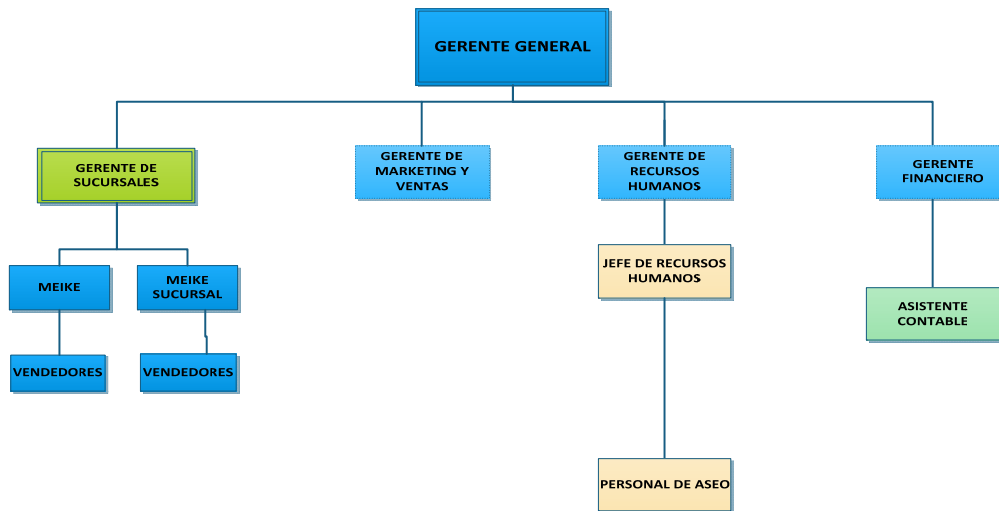 GERENTE GENERAL
GERENTE DE
SUCURSALES
GERENTE DE
MARKETING Y
VENTAS
GERENTE DE
RECURSOS
HUMANOS
GERENTE
FINANCIERO
MEIKE
MEIKE
SUCURSAL
JEFE DE RECURSOS
HUMANOS
ASISTENTE
CONTABLE
VENDEDORES
VENDEDORES
PERSONAL DE ASEO